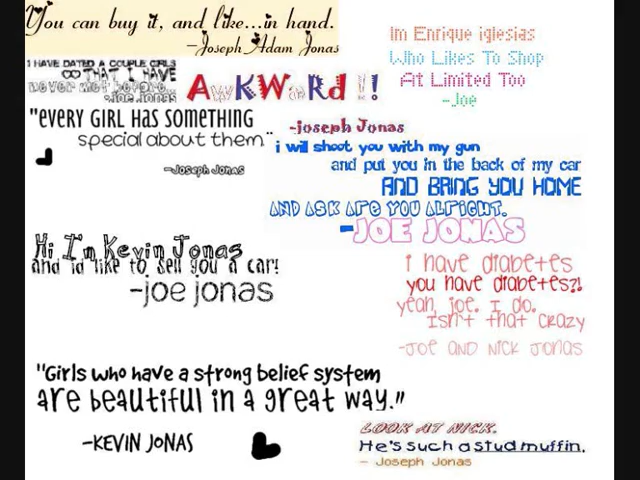 You can buy it, and like...in hand.
-Joseph Adam Jonas
I HAVE DATED A COUPLE GIRLS
THAT I HAVE
never met before...
-Joe Jonas
AwKWaRd !!
-joseph Jonas
Im Enrique iglesias
Who Likes To Shop
At Limited Too
-Joe
"EVERY GIRL HAS SOMETHING
special about them..
-Joseph Jonas
i will shoot you with my gun
and put you in the back of my car
AND BRING YOU HOME
AND ASK ARE YOU ALRIGHT.
-JOE JONAS
Hi I'm Kevin Jonas
and id like to sell you a car!
-joe jonas
i have diabetes
you have diabetes?!
yeah, joe. I do.
Isn't that crazy
-JOE AND NICK JONAS
"Girls who have a strong belief system
are beautiful in a great way."
-KEVIN JONAS
LOOK AT NICK.
He's such a stud muffin.
- Joseph Jonas